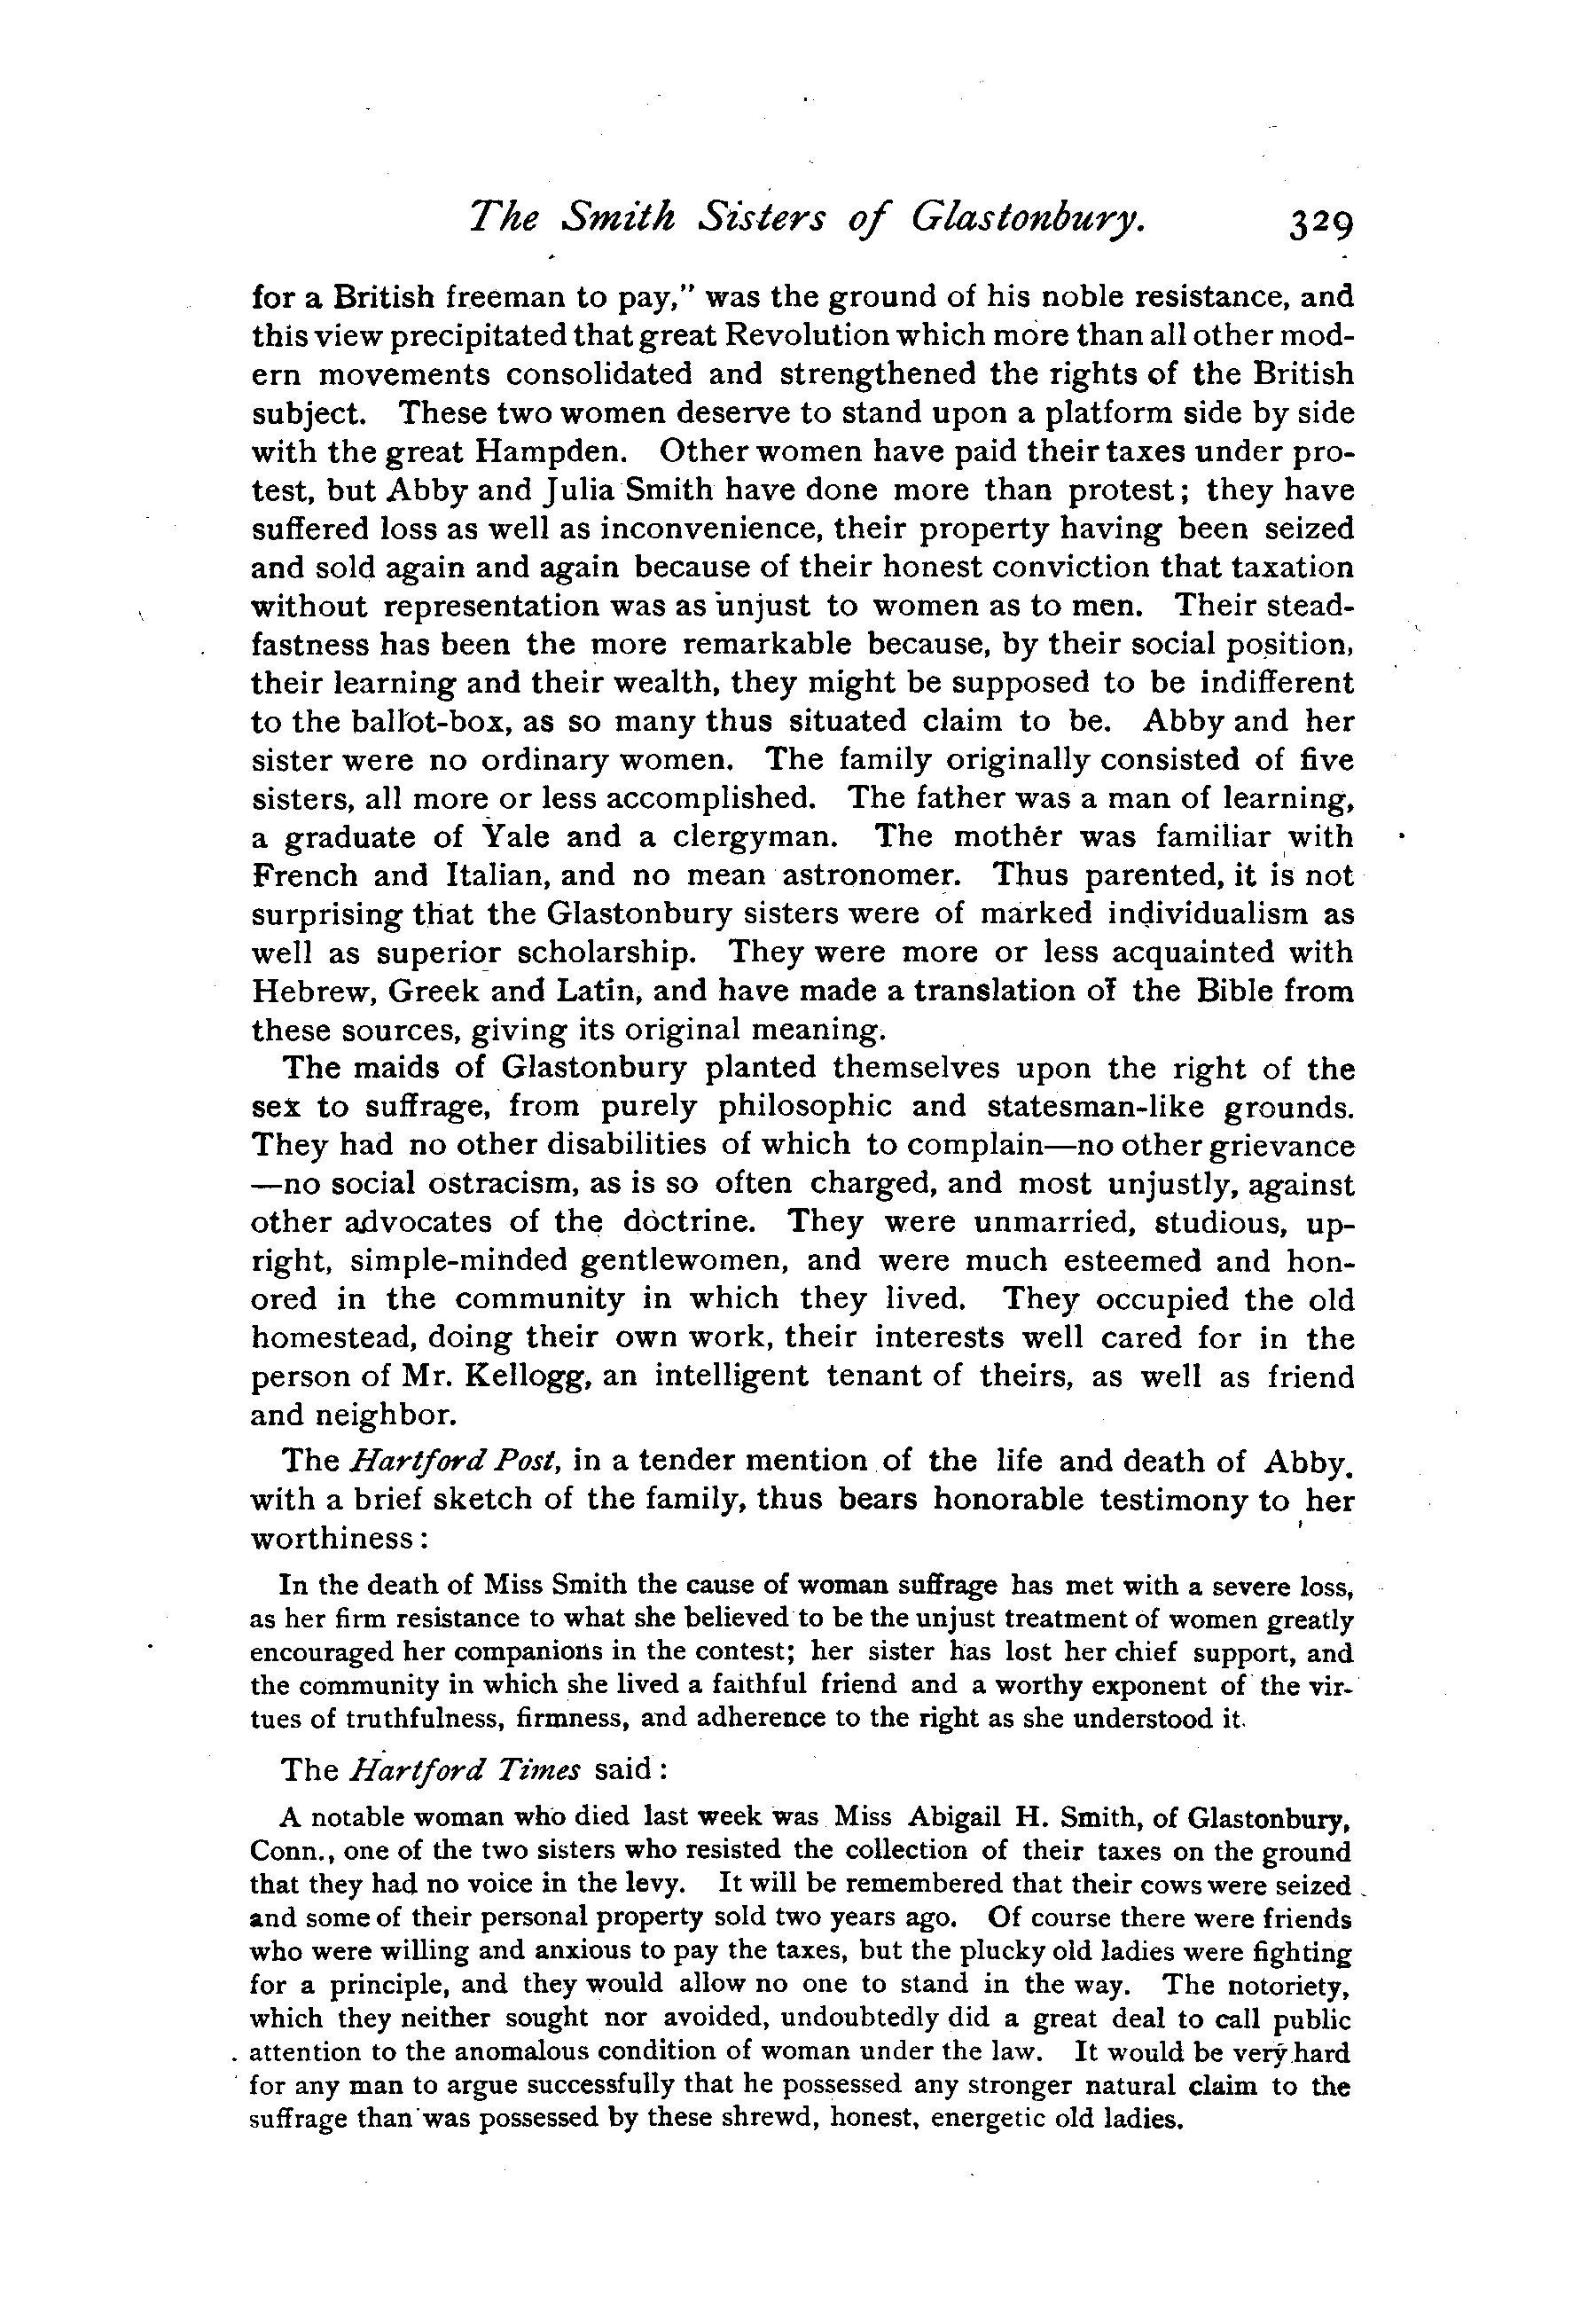 The Smith Sisters of Glastonbury. 329
for a British freeman to pay," was the ground of his noble resistance, and
this view precipitated that great Revolution which more than all other mod-
ern movements consolidated and strengthened the rights of the British
subject. These two women deserve to stand upon a platform side by side
with the great Hampden. Other women have paid their taxes under pro-
test, but Abby and Julia Smith have done more than protest; they have
suffered loss as well as inconvenience, their property having been seized
and sold again and again because of their honest conviction that taxation
without representation was as unjust to women as to men. Their stead-
fastness has been the more remarkable because, by their social position,
their learning and their wealth, they might be supposed to be indifferent
to the ballot-box, as so many thus situated claim to be. Abby and her
sister were no ordinary women. The family originally consisted of five
sisters, all more or less accomplished. The father was a man of learning,
a graduate of Yale and a clergyman. The mother was familiar with
French and Italian, and no mean astronomer. Thus parented, it is not
surprising that the Glastonbury sisters were of marked individualism as
well as superior scholarship. They were more or less acquainted with
Hebrew, Greek and Latin, and have made a translation of the Bible from
these sources, giving its original meaning.
The maids of Glastonbury planted themselves upon the right of the
sex to suffrage, from purely philosophic and statesman-like grounds.
They had no other disabilities of which to complain—no other grievance
—no social ostracism, as is so often charged, and most unjustly, against
other advocates of the doctrine. They were unmarried, studious, up-
right, simple-minded gentlewomen, and were much esteemed and hon-
ored in the community in which they lived. They occupied the old
homestead, doing their own work, their interests well cared for in the
person of Mr. Kellogg, an intelligent tenant of theirs, as well as friend
and neighbor.
The Hartford Post, in a tender mention of the life and death of Abby.
with a brief sketch of the family, thus bears honorable testimony to her
worthiness:
In the death of Miss Smith the cause of woman suffrage has met with a severe loss,
as her firm resistance to what she believed to be the unjust treatment of women greatly
encouraged her companions in the contest; her sister has lost her chief support, and
the community in which she lived a faithful friend and a worthy exponent of the vir-
tues of truthfulness, firmness, and adherence to the right as she understood it.
The Hartford Times said:
A notable woman who died last week was Miss Abigail H. Smith, of Glastonbury,
Conn., one of the two sisters who resisted the collection of their taxes on the ground
that they had no voice in the levy. It will be remembered that their cows were seized
and some of their personal property sold two years ago. Of course there were friends
who were willing and anxious to pay the taxes, but the plucky old ladies were fighting
for a principle, and they would allow no one to stand in the way. The notoriety,
which they neither sought nor avoided, undoubtedly did a great deal to call public
attention to the anomalous condition of woman under the law. It would be very hard
for any man to argue successfully that he possessed any stronger natural claim to the
suffrage than was possessed by these shrewd, honest, energetic old ladies.